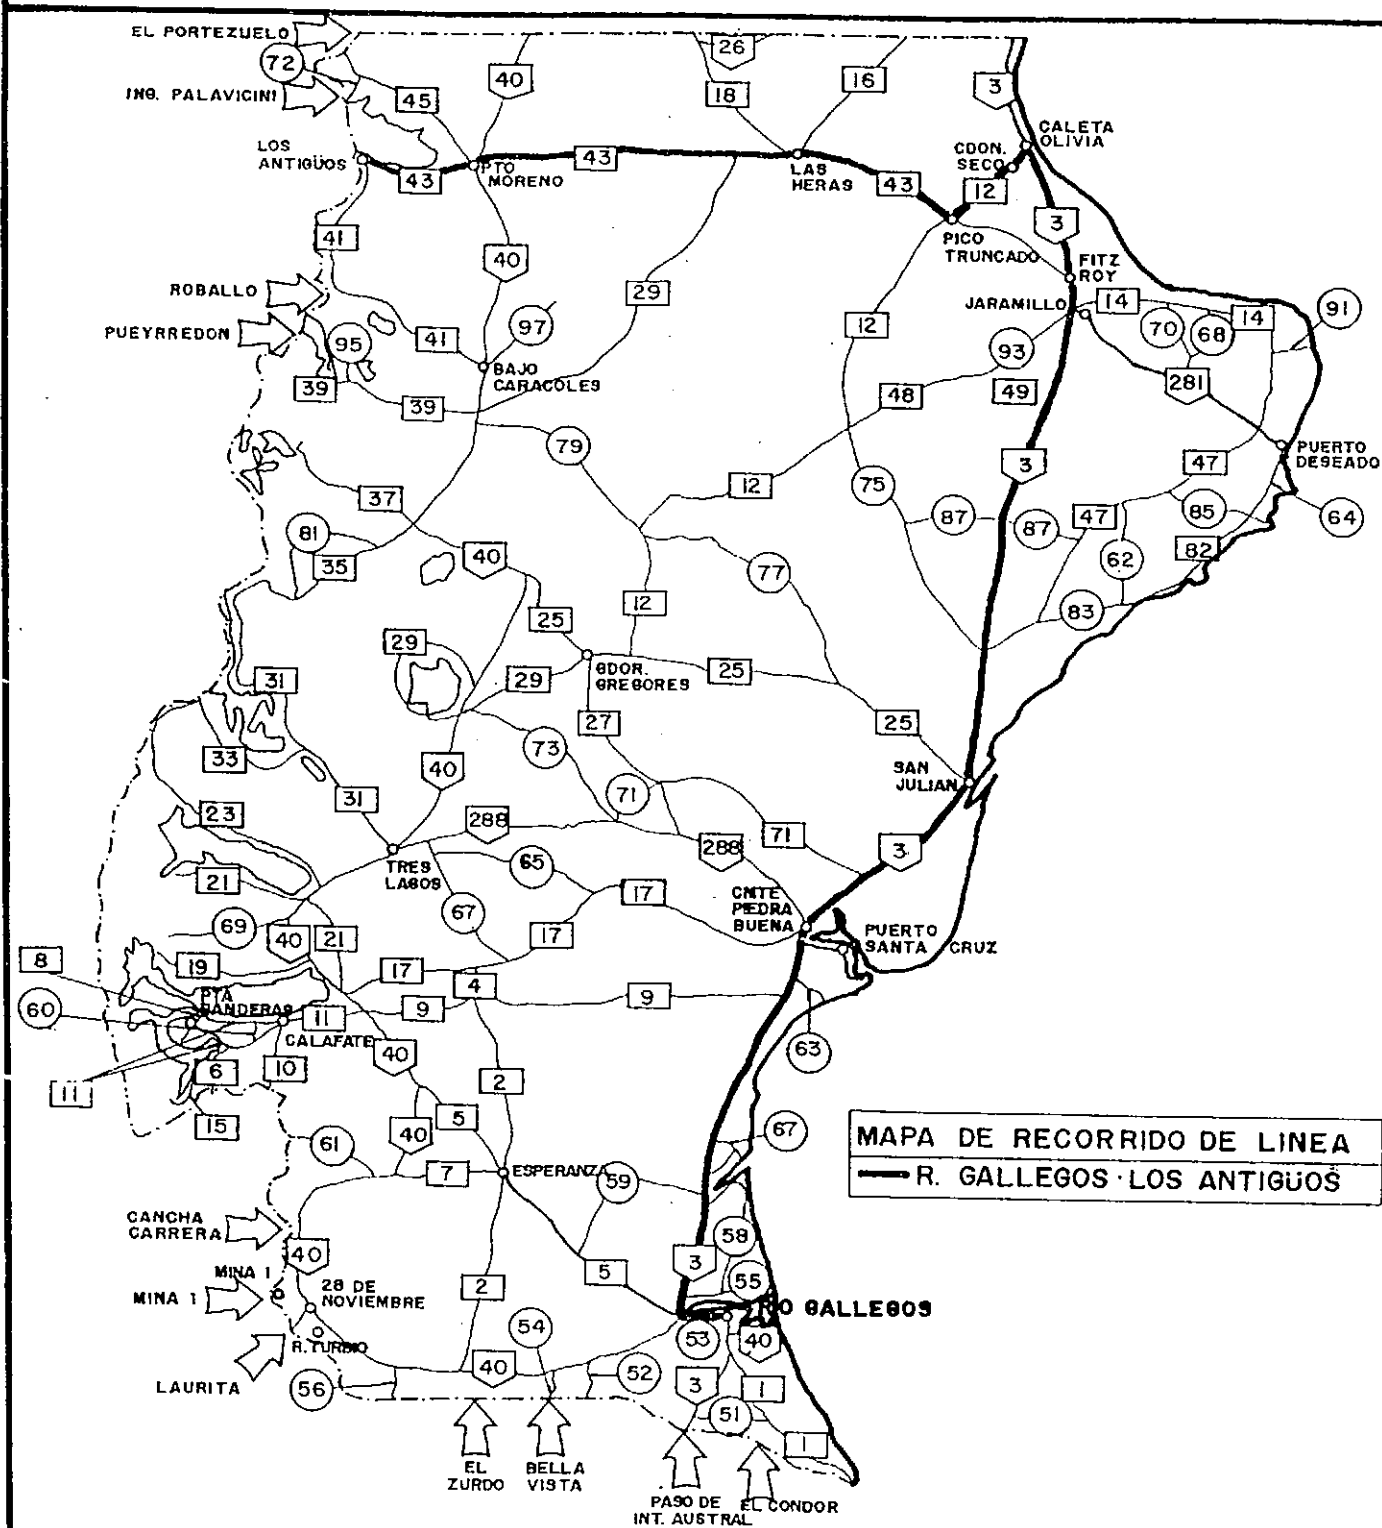 EL PORTEZUELO
72
ING. PALAVICINI
45
40
26
18
16
3
LOS
ANTIGÜOS
43
PTO
MORENO
43
LAS
HERAS
43
CDON.
SECO
12
CALETA
OLIVIA
3
PICO
TRUNCADO
FITZ
ROY
41
40
29
ROBALLO
PUEYRREDON
95
41
97
BAJO
CARACOLES
39
39
12
JARAMILLO
14
70
68
14
91
93
281
48
49
79
3
PUERTO
DESEADO
47
12
75
37
87
87
47
85
64
81
35
40
62
82
77
12
83
25
29
GDOR.
GREGORES
29
25
31
27
25
33
73
40
SAN
JULIAN
31
71
23
288
71
3
288
TRES
LAGOS
65
21
17
CNTE
PIEDRA
BUENA
67
69
40
21
17
PUERTO
SANTA CRUZ
8
19
17
4
PTA
BANDERAS
60
11
9
9
CALAFATE
40
63
6
10
2
11
15
5
40
61
67
7
ESPERANZA
59
MAPA DE RECORRIDO DE LINEA
R. GALLEGOS · LOS ANTIGÜOS
CANCHA
CARRERA
40
58
3
MINA 1
MINA 1
28 DE
NOVIEMBRE
2
5
55
RIO GALLEGOS
R. TURBIO
54
53
40
LAURITA
56
40
52
3
1
51
1
EL
ZURDO
BELLA
VISTA
PASO DE
INT. AUSTRAL
EL CONDOR